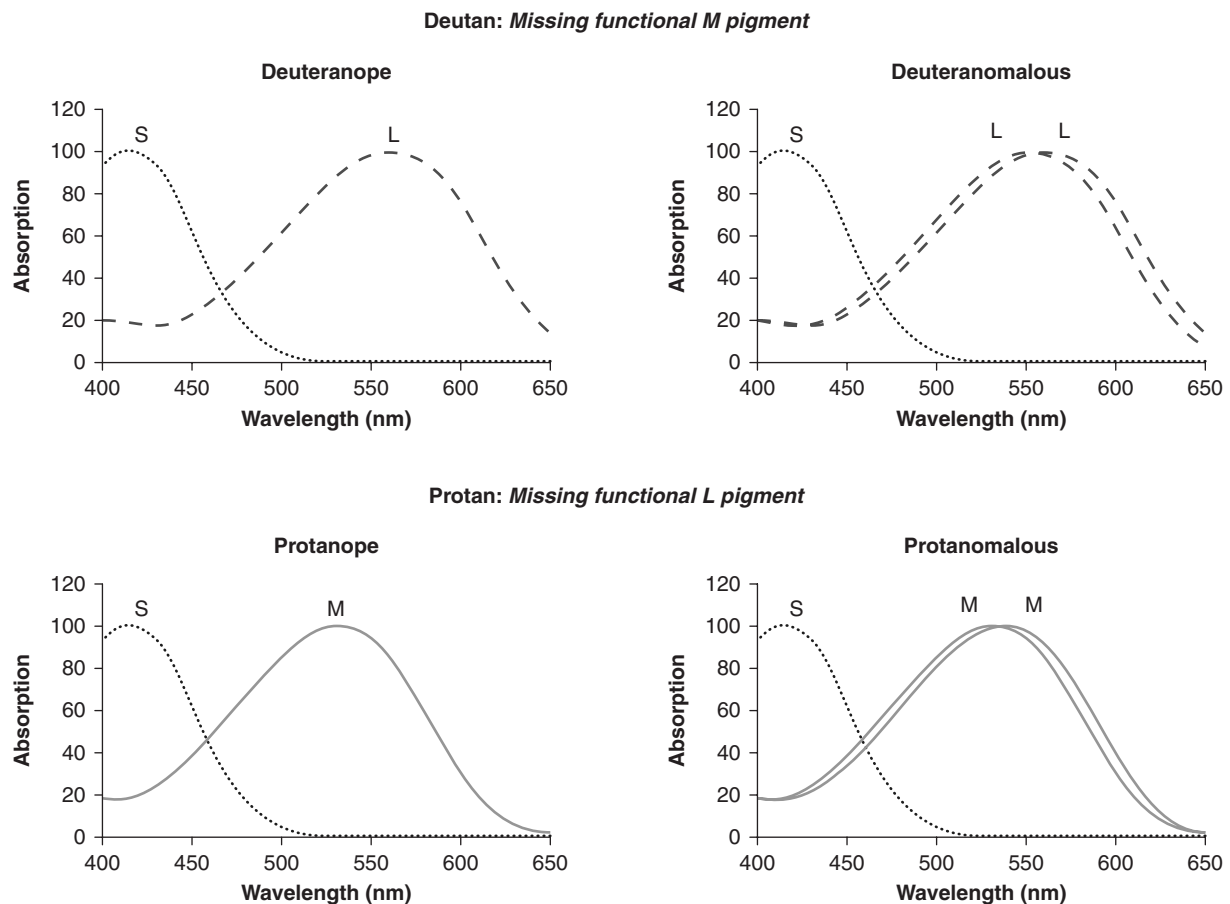 Deutan: Missing functional M pigment
Deuteranope
120
100
80
60
40
20
0
Absorption
S
L
400 450 500 550 600 650
Wavelength (nm)
Deuteranomalous
120
100
80
60
40
20
0
Absorption
S
L L
400 450 500 550 600 650
Wavelength (nm)
Protan: Missing functional L pigment
Protanope
120
100
80
60
40
20
0
Absorption
S
M
400 450 500 550 600 650
Wavelength (nm)
Protanomalous
120
100
80
60
40
20
0
Absorption
S
M M
400 450 500 550 600 650
Wavelength (nm)